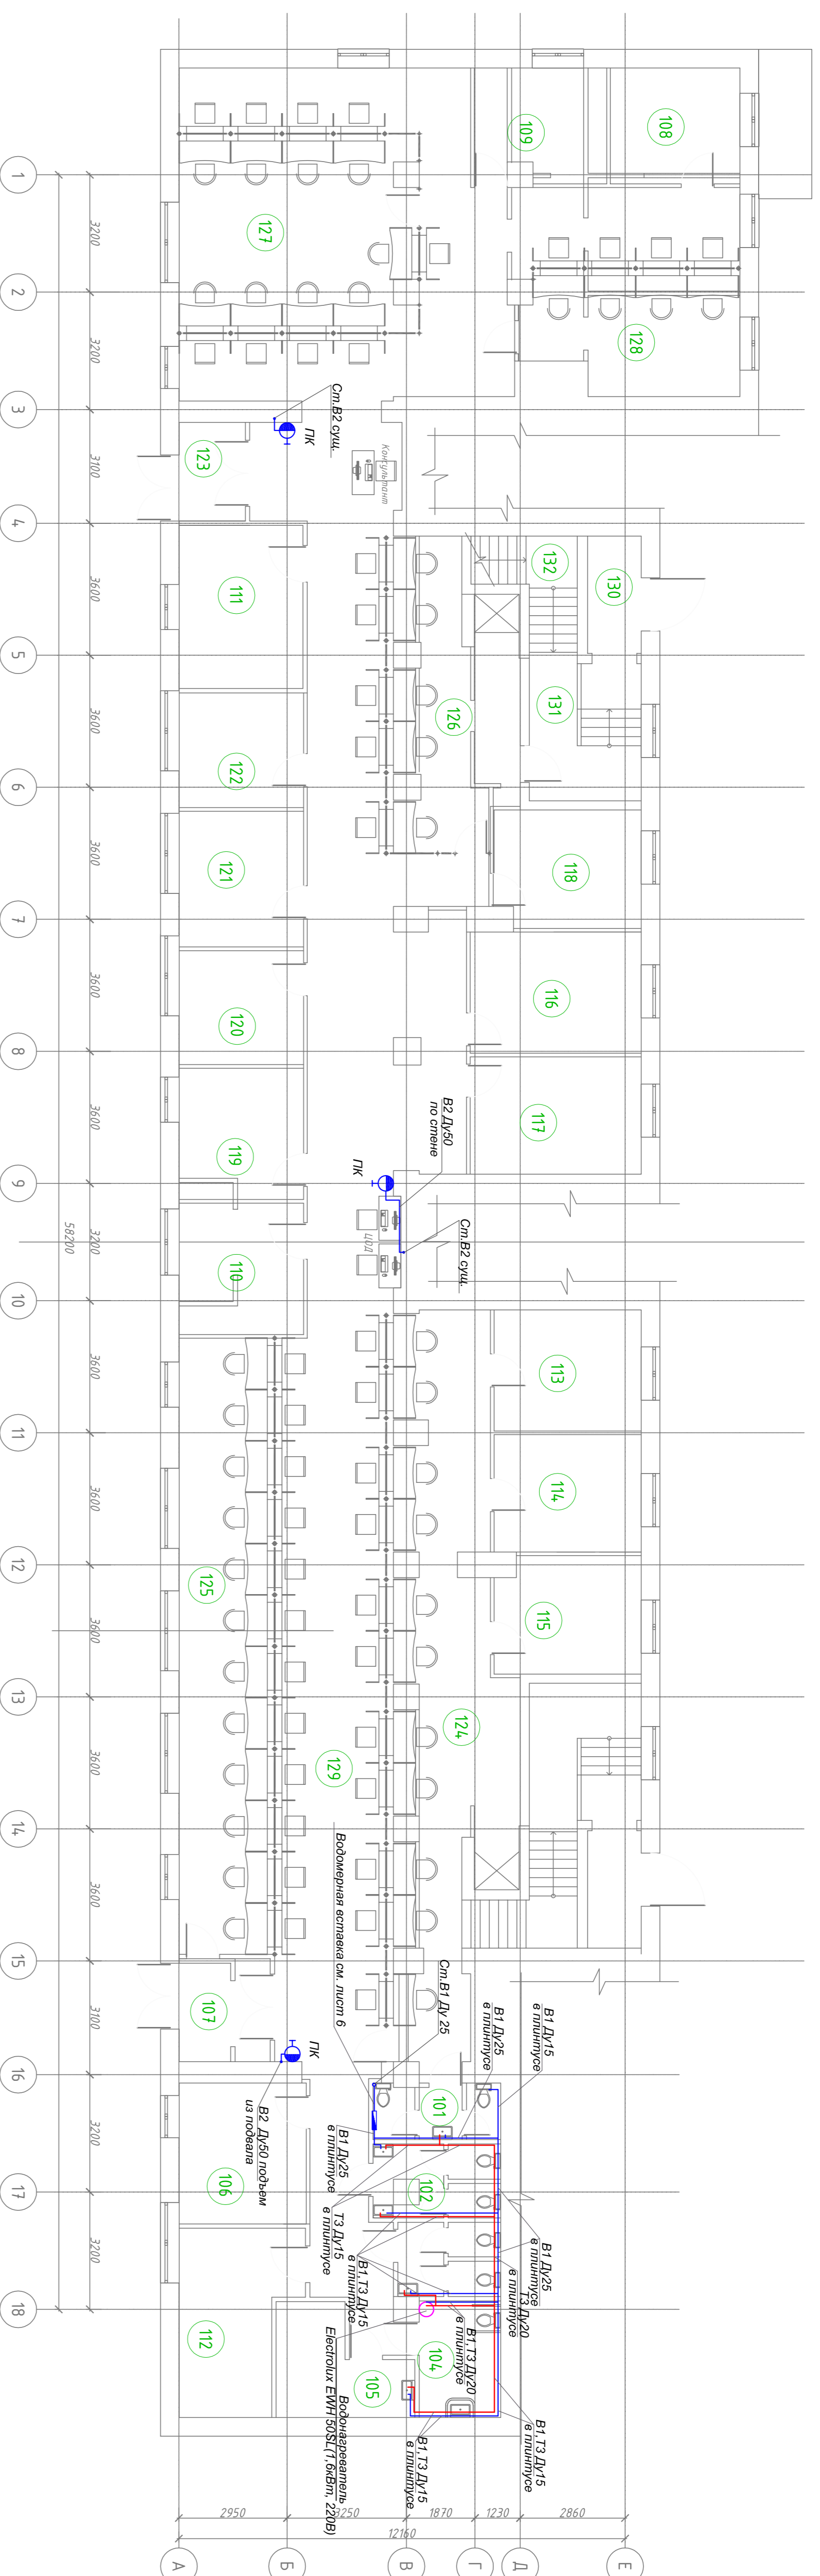 108
109
127
128
1
2
3
4
5
6
7
8
9
10
11
12
13
14
15
16
17
18
3200
3200
3100
3600
3600
3600
3600
3600
3200
3600
3600
3600
3600
3600
3100
3200
3200
58200
Ст.В2 сущ.
ПК
Консультант
123
111
122
121
120
119
110
132
130
131
126
118
116
117
В2 Ду50
по стене
ПК
Ст.В2 сущ.
ЦОД
113
114
115
125
124
129
Водомерная вставка см. лист 6
Ст.В1 Ду 25
В1 Ду25
в плинтусе
В1 Ду15
в плинтусе
107
ПК
В2 Ду50 подъем
из подвала
106
101
102
В1 Ду25
в плинтусе
Т3 Ду15
в плинтусе
В1,Т3 Ду15
в плинтусе
В1 Ду25
в плинтусе
Т3 Ду20
в плинтусе
В1,Т3 Ду20
в плинтусе
В1,Т3 Ду15
в плинтусе
В1,Т3 Ду15
в плинтусе
104
105
112
Водонагреватель
Electrolux EWH 50SL(1,6кВт, 220В)
2950
3250
1870
1230
2860
12160
А
Б
В
Г
Д
Е